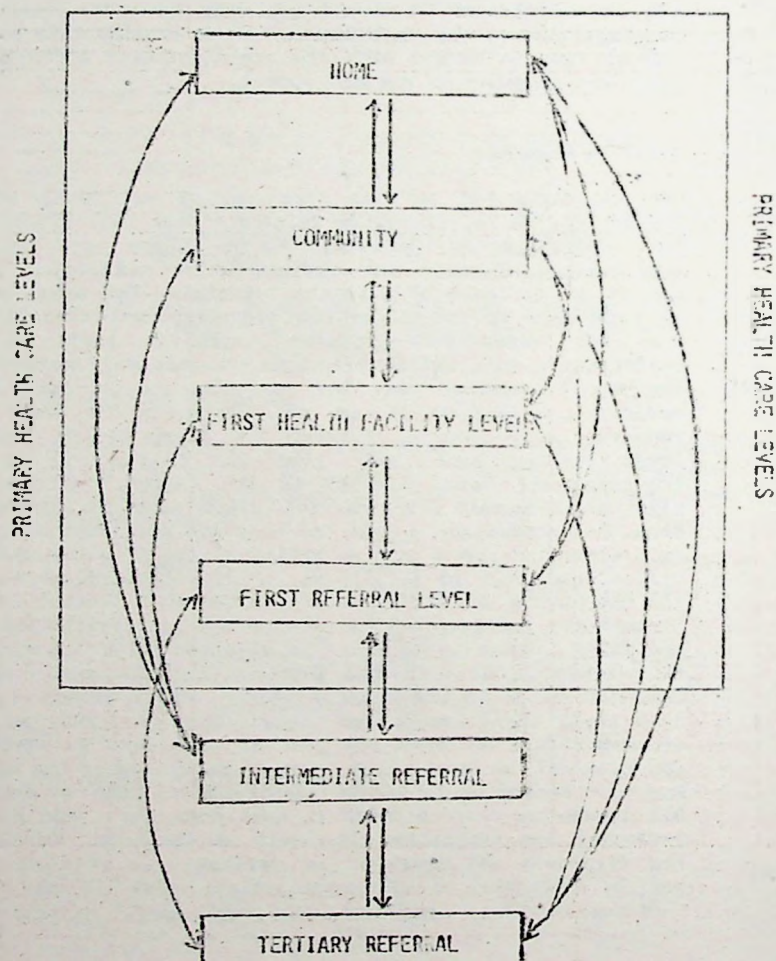 HOME
COMMUNITY
FIRST HEALTH FACILITY LEVEL
FIRST REFERRAL LEVEL
INTERMEDIATE REFERRAL
TERTIARY REFERRAL
PRIMARY HEALTH CARE LEVELS
PRIMARY HEALTH CARE LEVELS